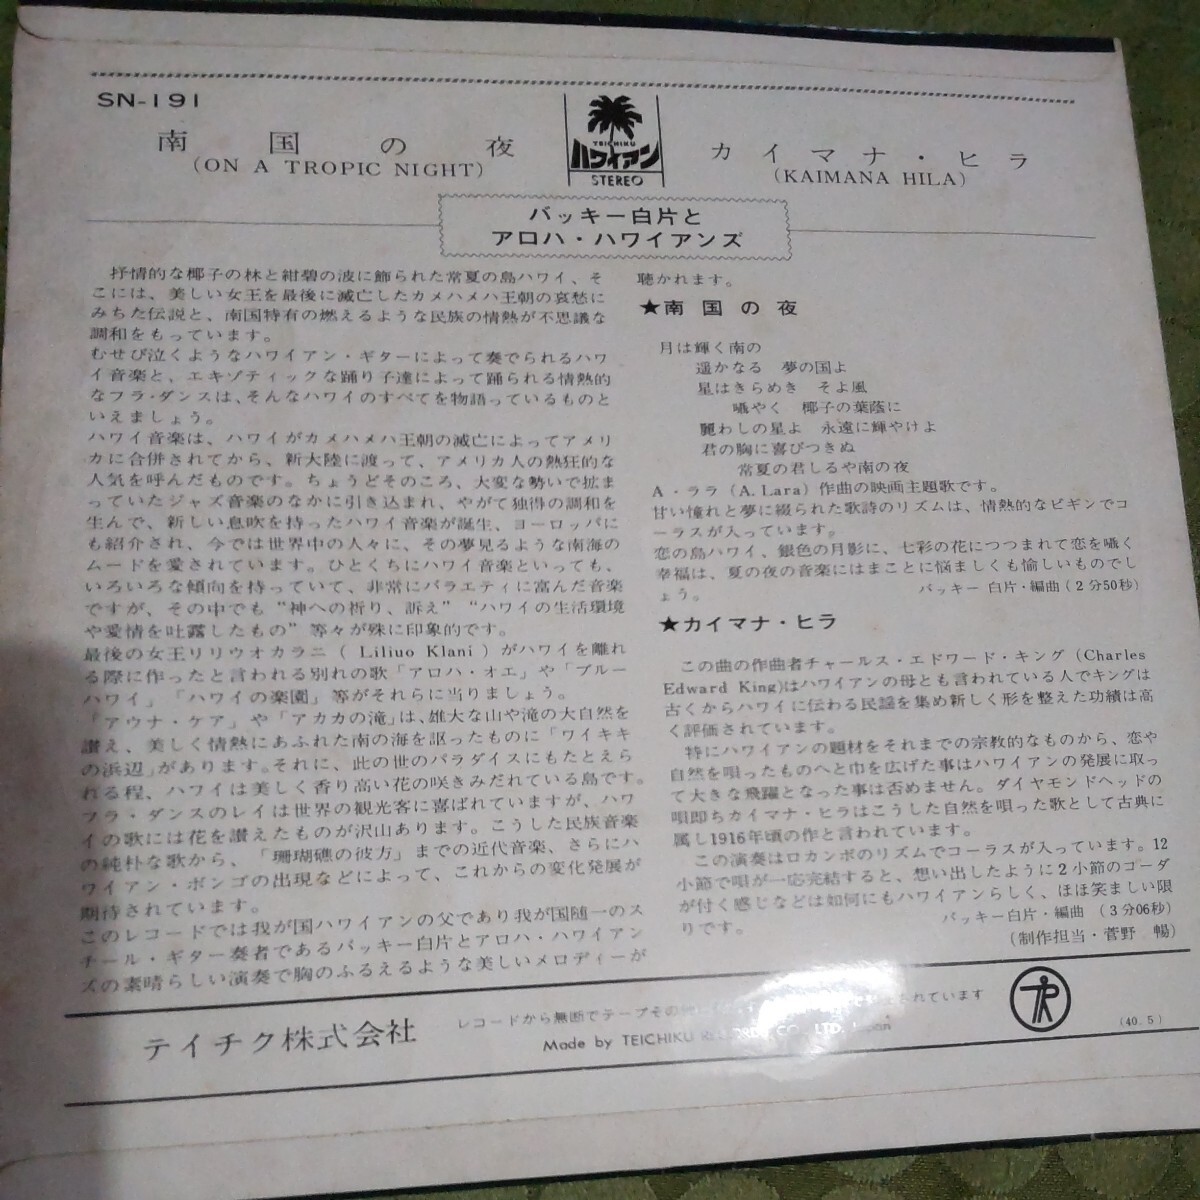 SN-191
南国の夜
(ON A TROPIC NIGHT)
TEICHIKU
ハワイアン
STEREO
カイマナ・ヒラ
(KAIMANA HILA)
バッキー白片と
アロハ・ハワイアンズ
抒情的な椰子の林と紺碧の波に飾られた常夏の島ハワイ、そ
こには、美しい女王を最後に滅亡したカメハメハ王朝の哀愁に
みちた伝説と、南国特有の燃えるような民族の情熱が不思議な
調和をもっています。
むせび泣くようなハワイアン・ギターによって奏でられるハワ
イ音楽と、エキゾティックな踊り子達によって踊られる情熱的
なフラ・ダンスは、そんなハワイのすべてを物語っているものと
いえましょう。
ハワイ音楽は、ハワイがカメハメハ王朝の滅亡によってアメリ
カに合併されてから、新大陸に渡って、アメリカ人の熱狂的な
人気を呼んだものです。ちょうどそのころ、大変な勢いで拡ま
っていたジャズ音楽のなかに引き込まれ、やがて独得の調和を
生んで、新しい息吹を持ったハワイ音楽が誕生、ヨーロッパに
も紹介され、今では世界中の人々に、その夢見るような南海の
ムードを愛されています。ひとくちにハワイ音楽といっても、
いろいろな傾向を持っていて、非常にバラエティに富んだ音楽
ですが、その中でも“神への祈り、訴え”“ハワイの生活環境
や愛情を吐露したもの”等々が殊に印象的です。
最後の女王リリウオカラニ(Liliuo Klani)がハワイを離れ
る際に作ったと言われる別れの歌「アロハ・オエ」や「ブルー
ハワイ」「ハワイの楽園」等がそれらに当りましょう。
「アウナ・ケア」や「アカカの滝」は、雄大な山や滝の大自然を
讃え、美しく情熱にあふれた南の海を謳ったものに「ワイキキ
の浜辺」があります。それに、此の世のパラダイスにもたとえら
れる程、ハワイは美しく香り高い花の咲きみだれている島です。
フラ・ダンスのレイは世界の観光客に喜ばれていますが、ハワ
イの歌には花を讃えたものが沢山あります。こうした民族音楽
の純朴な歌から、「珊瑚礁の彼方」までの近代音楽、さらにハ
ワイアン・ボンゴの出現などによって、これからの変化発展が
期待されています。
このレコードでは我が国ハワイアンの父であり我が国随一のス
チール・ギター奏者であるバッキー白片とアロハ・ハワイアン
ズの素晴らしい演奏で胸のふるえるような美しいメロディーが
聴かれます。
★南国の夜
月は輝く南の
遥かなる 夢の国よ
星はきらめき そよ風
囁やく 椰子の葉蔭に
麗わしの星よ 永遠に輝やけよ
君の胸に喜びつきぬ
常夏の君しるや南の夜
A・ララ(A. Lara)作曲の映画主題歌です。
甘い憧れと夢に綴られた歌詩のリズムは、情熱的なビギンでコ
ーラスが入っています。
恋の島ハワイ、銀色の月影に、七彩の花につつまれて恋を囁く
幸福は、夏の夜の音楽にはまことに悩ましくも愉しいものでし
ょう。
バッキー白片・編曲(2分50秒)
★カイマナ・ヒラ
この曲の作曲者チャールス・エドワード・キング(Charles
Edward King)はハワイアンの母とも言われている人でキングは
古くからハワイに伝わる民謡を集め新しく形を整えた功績は高
く評価されています。
特にハワイアンの題材をそれまでの宗教的なものから、恋や
自然を唄ったものへと巾を広げた事はハワイアンの発展に取っ
て大きな飛躍となった事は否めません。ダイヤモンドヘッドの
唄即ちカイマナ・ヒラはこうした自然を唄った歌として古典に
属し1916年頃の作と言われています。
この演奏はロカンボのリズムでコーラスが入っています。12
小節で唄が一応完結すると、想い出したように2小節のゴーダ
が付く感じなどは如何にもハワイアンらしく、ほほ笑ましい限
りです。
バッキー白片・編曲 (3分06秒)
(制作担当・菅野 暢)
テイチク株式会社
レコードから無断でテープその他に されています
Made by TEICHIKU RECORDS CO., LTD. Japan
TR
(40.5)